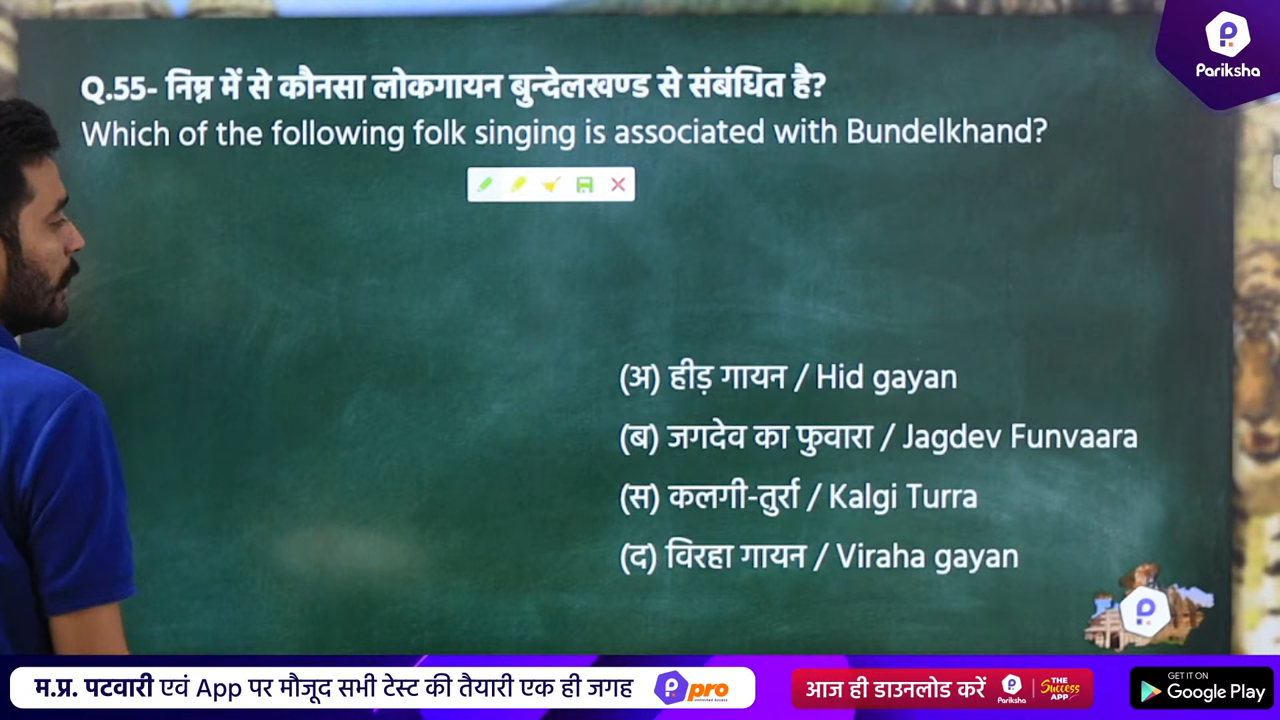 Pariksha
Q.55- निम्न में से कौनसा लोकगायन बुन्देलखण्ड से संबंधित है?
Which of the following folk singing is associated with Bundelkhand?
(अ) हीड़ गायन / Hid gayan
(ब) जगदेव का फुवारा / Jagdev Funvaara
(स) कलगी-तुर्रा / Kalgi Turra
(द) विरहा गायन / Viraha gayan
म.प्र. पटवारी एवं App पर मौजूद सभी टेस्ट की तैयारी एक ही जगह pro
आज ही डाउनलोड करें Pariksha THE Success APP
GET IT ON
Google Play